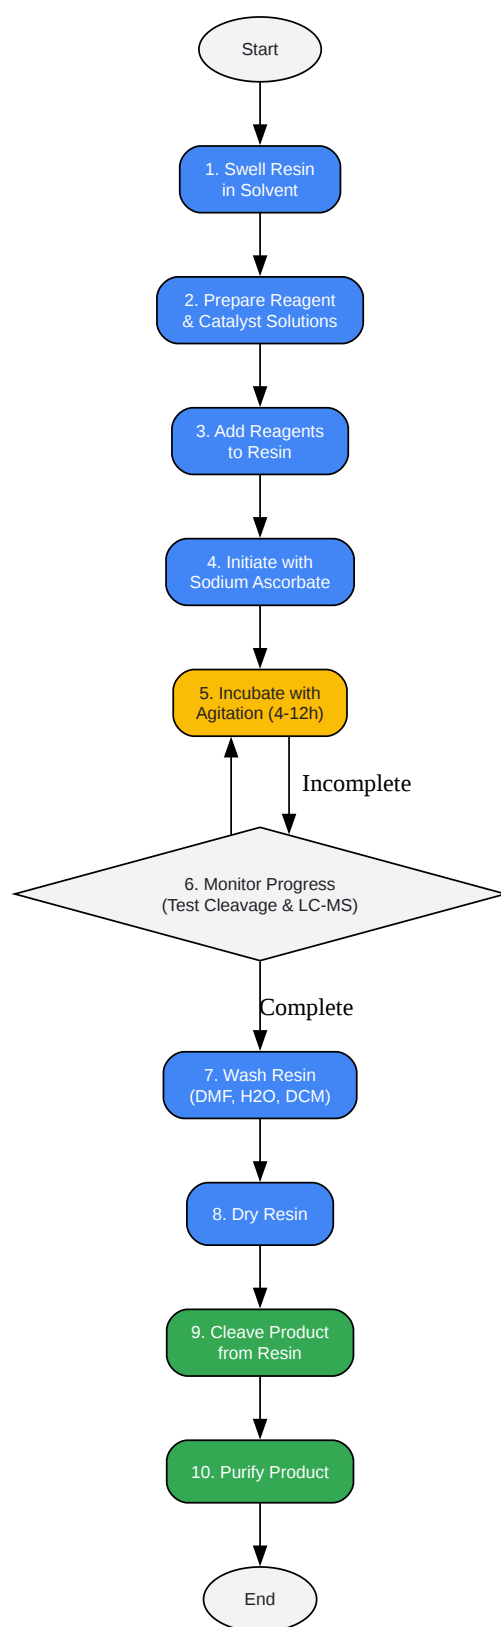 Start
1. Swell Resin
in Solvent
2. Prepare Reagent
& Catalyst Solutions
3. Add Reagents
to Resin
4. Initiate with
Sodium Ascorbate
5. Incubate with
Agitation (4-12h)
Incomplete
6. Monitor Progress
(Test Cleavage & LC-MS)
Complete
7. Wash Resin
(DMF, H2O, DCM)
8. Dry Resin
9. Cleave Product
from Resin
10. Purify Product
End